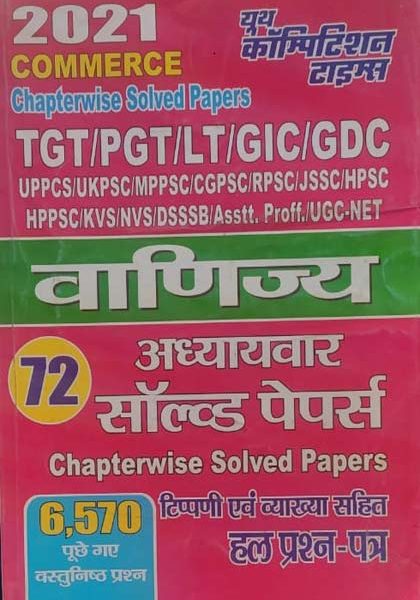 2021
COMMERCE
Chapterwise Solved Papers
यूथ
कॉम्पिटिशन
टाइम्स
TGT/PGT/LT/GIC/GDC
UPPCS/UKPSC/MPPSC/CGPSC/RPSC/JSSC/HPSC
HPPSC/KVS/NVS/DSSSB/Asstt. Proff./UGC-NET
वाणिज्य
72
अध्यायवार
सॉल्व्ड पेपर्स
Chapterwise Solved Papers
6,570
पूछे गए
वस्तुनिष्ठ प्रश्न
टिप्पणी एवं व्याख्या सहित
हल प्रश्न-पत्र